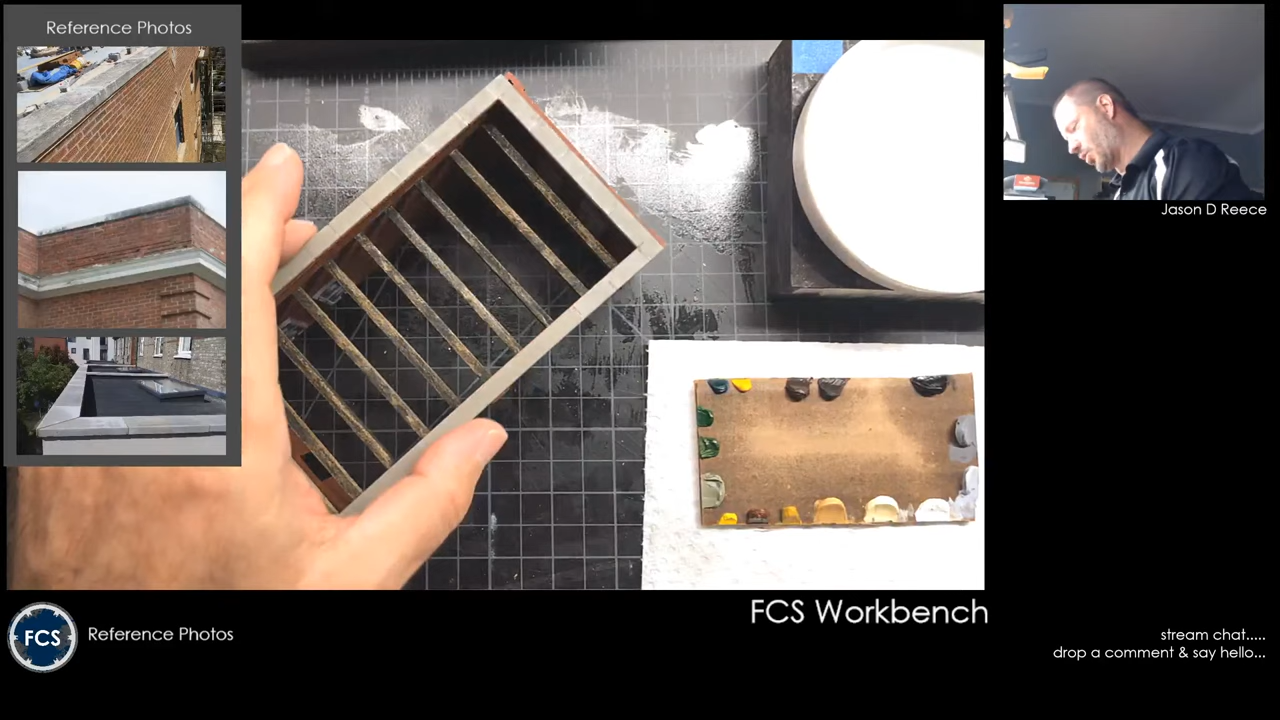 Reference Photos
Jason D Reece
FCS Workbench
FCS
Reference Photos
stream chat.....
drop a comment & say hello...